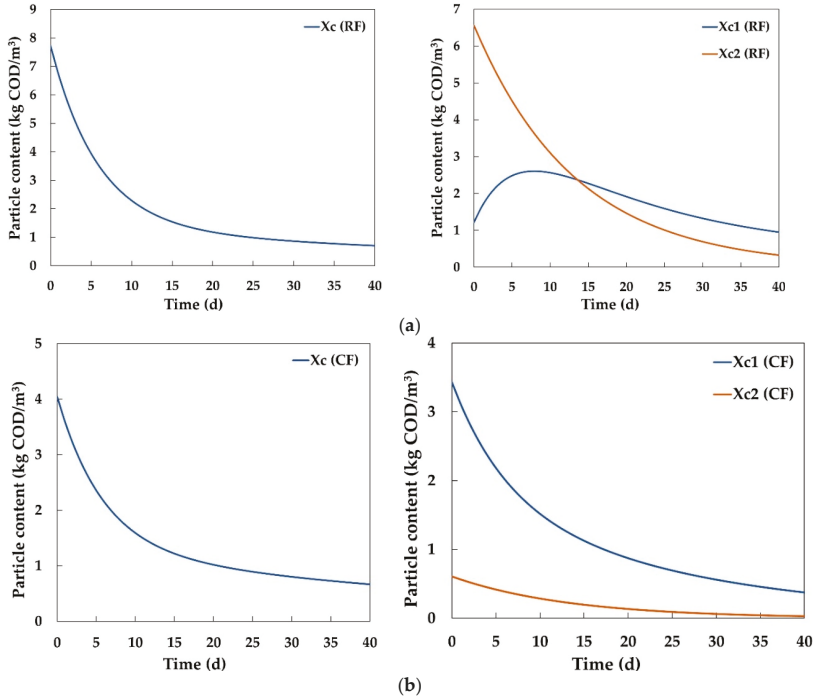 Particle content (kg COD/m³)
9
8
7
6
5
4
3
2
1
0
Xc (RF)
0 5 10 15 20 25 30 35 40
Time (d)
Particle content (kg COD/m³)
7
6
5
4
3
2
1
0
Xc1 (RF)
Xc2 (RF)
0 5 10 15 20 25 30 35 40
Time (d)
(a)
Particle content (kg COD/m³)
5
4
3
2
1
0
Xc (CF)
0 5 10 15 20 25 30 35 40
Time (d)
Particle content (kg COD/m³)
4
3
2
1
0
Xc1 (CF)
Xc2 (CF)
0 5 10 15 20 25 30 35 40
Time (d)
(b)